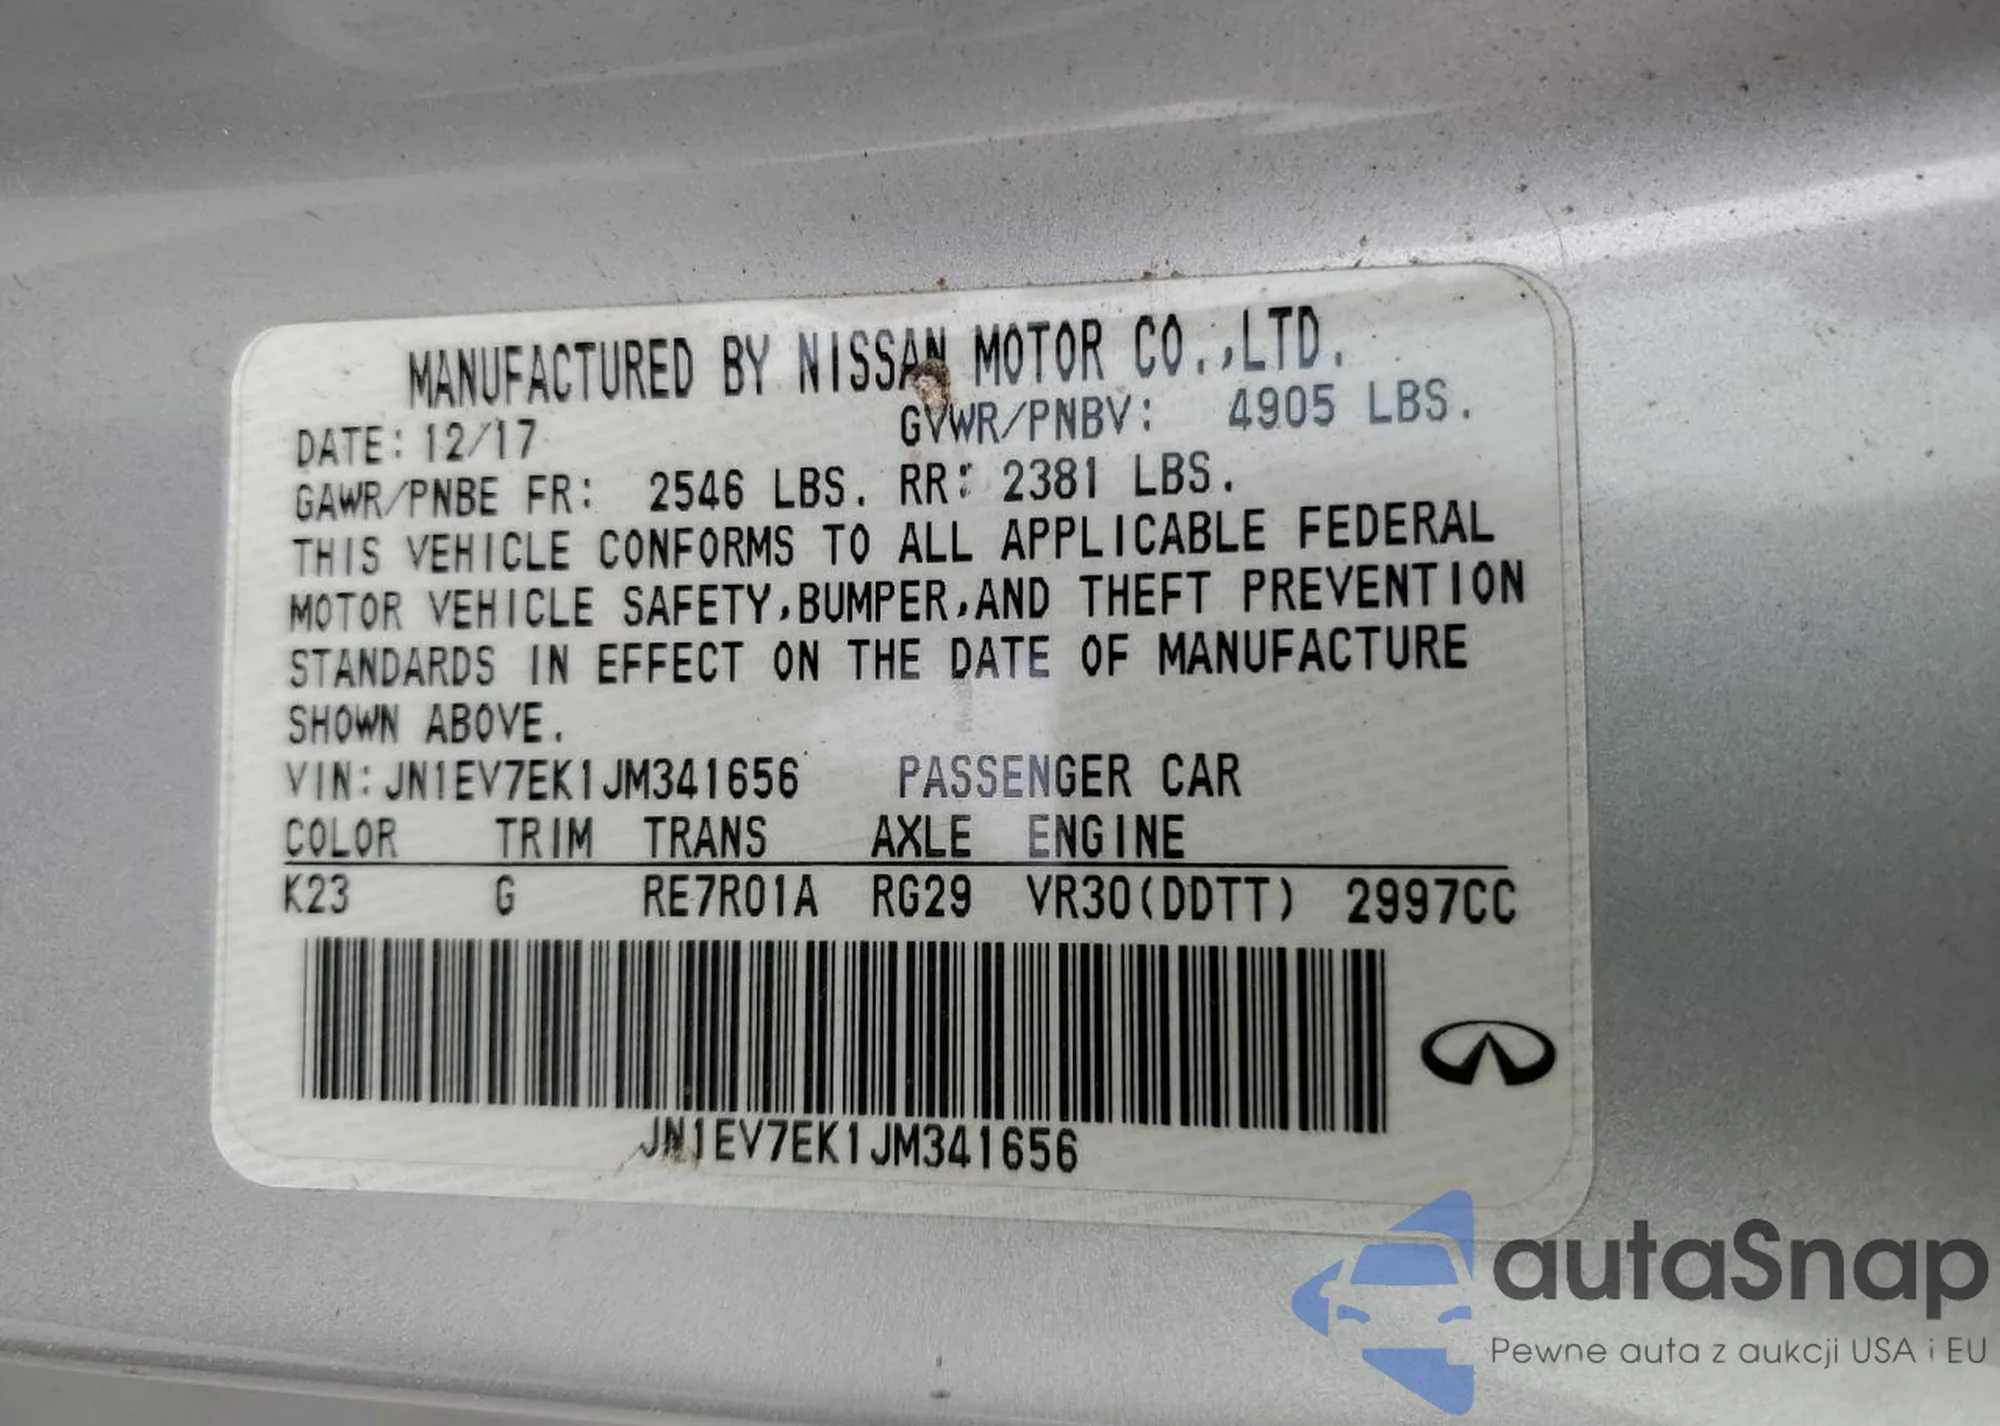 MANUFACTURED BY NISSAN MOTOR CO.,LTD.
DATE: 12/17 GVWR/PNBV: 4905 LBS.
GAWR/PNBE FR: 2546 LBS. RR: 2381 LBS.
THIS VEHICLE CONFORMS TO ALL APPLICABLE FEDERAL
MOTOR VEHICLE SAFETY,BUMPER,AND THEFT PREVENTION
STANDARDS IN EFFECT ON THE DATE OF MANUFACTURE
SHOWN ABOVE.
VIN: JN1EV7EK1JM341656 PASSENGER CAR
COLOR TRIM TRANS AXLE ENGINE
K23 G RE7R01A RG29 VR30(DDTT) 2997CC
JN1EV7EK1JM341656
autaSnap
Pewne auta z aukcji USA i EU